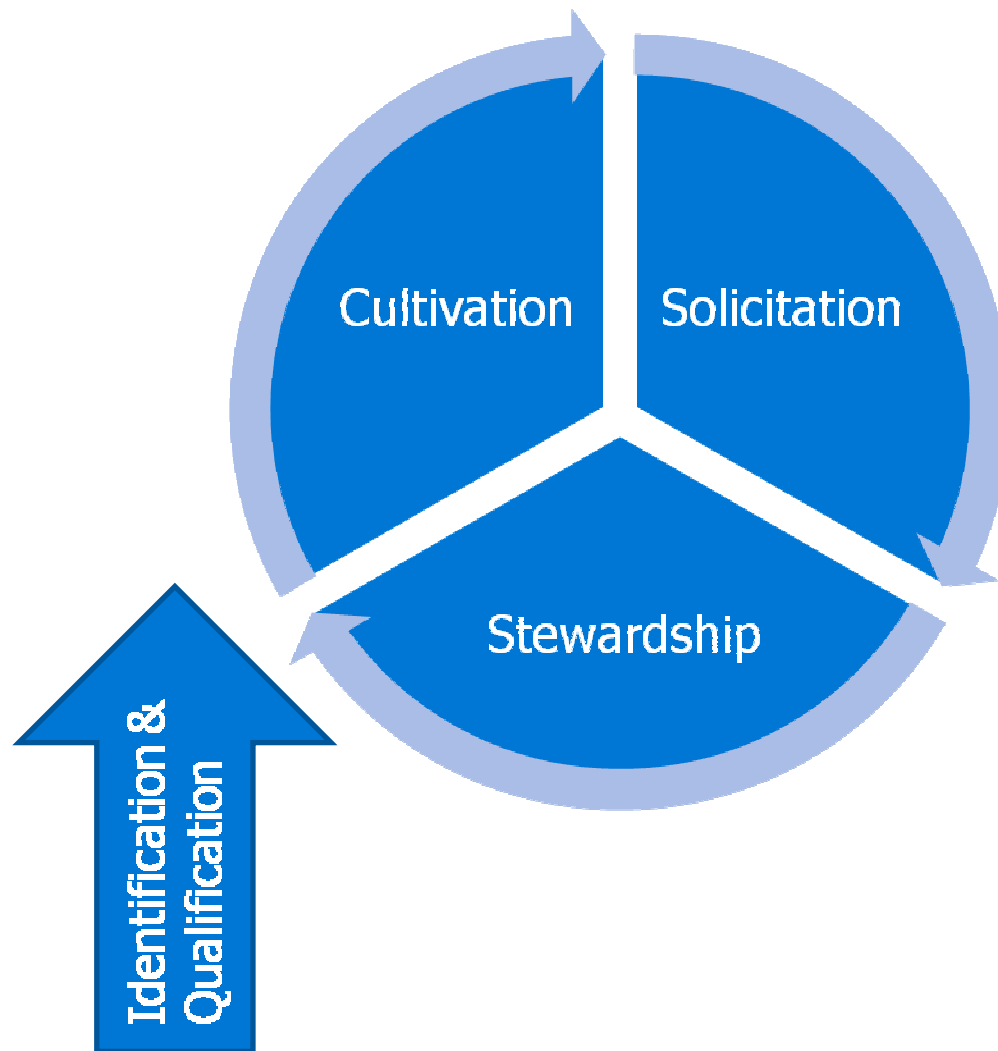 Cultivation
Solicitation
Stewardship
Identification &
Qualification